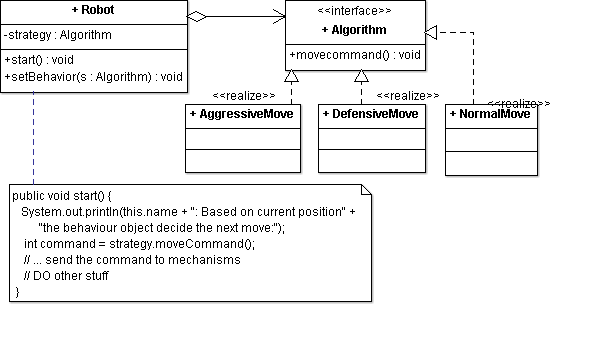 + Robot
- strategy : Algorithm
+start() : void
+setBehavior(s : Algorithm) : void
<<interface>>
+ Algorithm
+movecommand() : void
<<realize>>
<<realize>>
<<realize>>
+ AggressiveMove
+ DefensiveMove
+ NormalMove
public void start() {
System.out.println(this.name + ": Based on current position" +
"the behaviour object decide the next move:");
int command = strategy.moveCommand();
// ... send the command to mechanisms
// DO other stuff
}